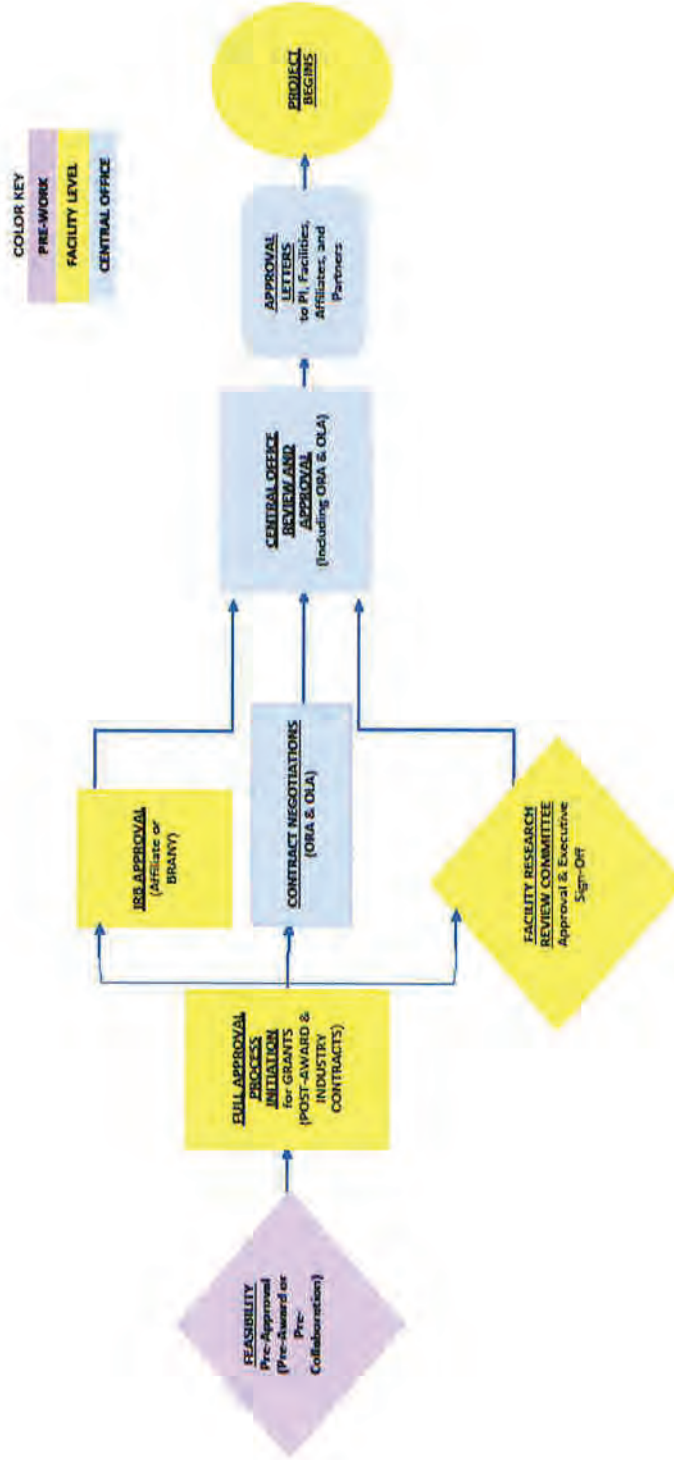 COLOR KEY
PRE-WORK
FACILITY LEVEL
CENTRAL OFFICE
FEASIBILITY
Pre-Approval
(Pre-Award or
Pre-
Collaboration)
FULL APPROVAL
PROCESS
INITIATION
for GRANTS
(POST-AWARD &
INDUSTRY
CONTRACTS)
IRB APPROVAL
(Affiliate or
BRANY)
CONTRACT NEGOTIATIONS
(ORA & OLA)
FACILITY RESEARCH
REVIEW COMMITTEE
Approval & Executive
Sign-Off
CENTRAL OFFICE
REVIEW AND
APPROVAL
(Including ORA & OLA)
APPROVAL
LETTERS
to PI, Facilities,
Affiliates, and
Partners
PROJECT
BEGINS